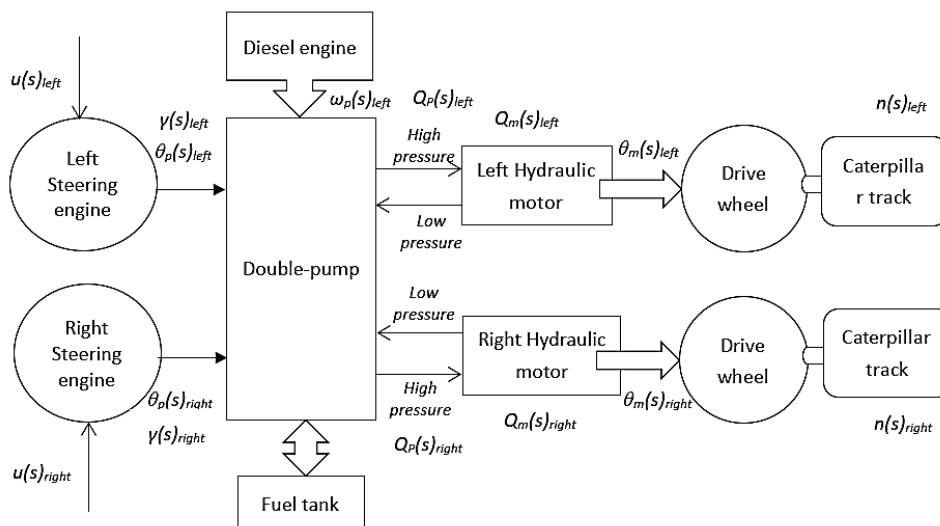 Diesel engine
u(s)left
ωp(s)left
QP(s)left
n(s)left
γ(s)left
θp(s)left
Qm(s)left
θm(s)left
High
pressure
Left
Steering
engine
Left Hydraulic
motor
Drive
wheel
Caterpilla
r track
Low
pressure
Double-pump
Low
pressure
Right
Steering
engine
Right Hydraulic
motor
Drive
wheel
Caterpillar
track
High
pressure
θp(s)right
γ(s)right
QP(s)right
Qm(s)right
θm(s)right
n(s)right
u(s)right
Fuel tank